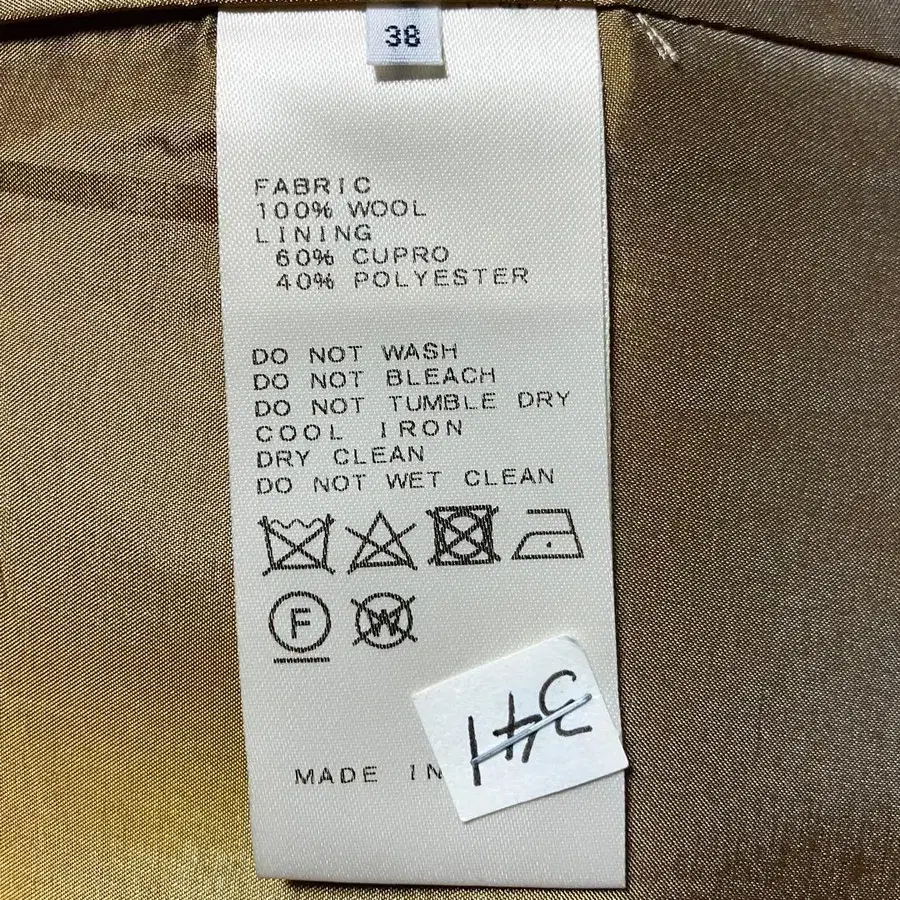 38
FABRIC
100% WOOL
LINING
60% CUPRO
40% POLYESTER
DO NOT WASH
DO NOT BLEACH
DO NOT TUMBLE DRY
COOL IRON
DRY CLEAN
DO NOT WET CLEAN
F W
MADE IN